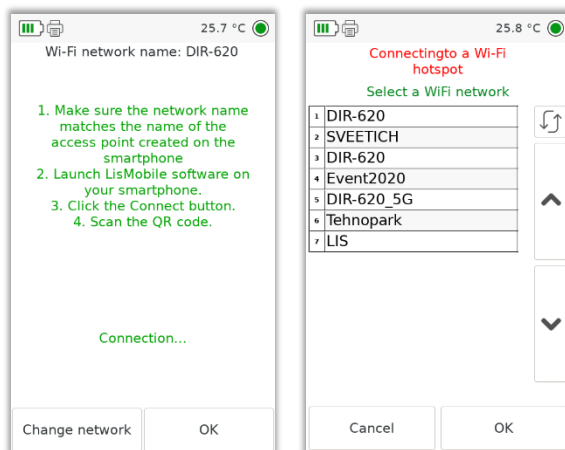 25.7 °C
Wi-Fi network name: DIR-620
1. Make sure the network name
matches the name of the
access point created on the
smartphone
2. Launch LisMobile software on
your smartphone.
3. Click the Connect button.
4. Scan the QR code.
Connection...
Change network
OK
25.8 °C
Connectingto a Wi-Fi
hotspot
Select a WiFi network
1 DIR-620
2 SVEETICH
3 DIR-620
4 Event2020
5 DIR-620_5G
6 Tehnopark
7 LIS
Cancel
OK